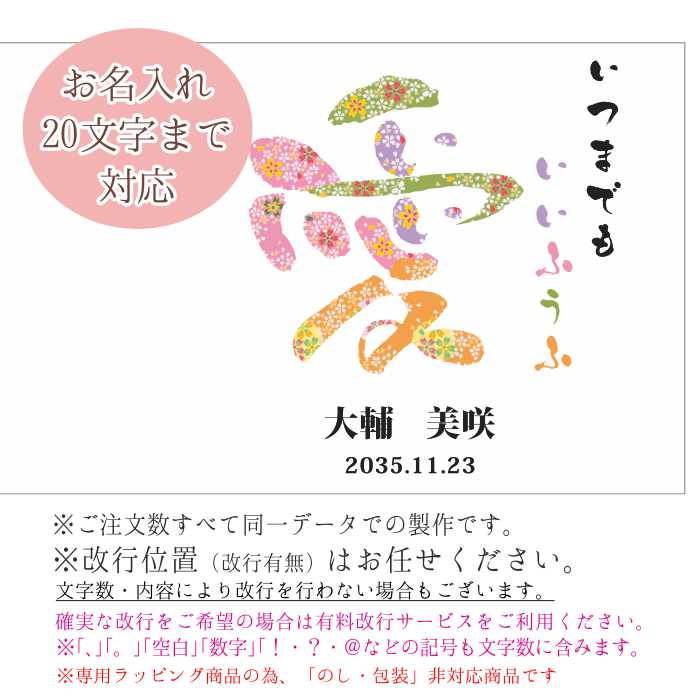 お名入れ
20文字まで
対応
いつまでも
いいふうふ
愛
大輔　美咲
2035.11.23
※ご注文数すべて同一データでの製作です。
※改行位置（改行有無）はお任せください。
文字数・内容により改行を行わない場合もございます。
確実な改行をご希望の場合は有料改行サービスをご利用ください。
※「、」「。」「空白」「数字」「！・？・＠などの記号も文字数に含みます。
※専用ラッピング商品の為、「のし・包装」非対応商品です